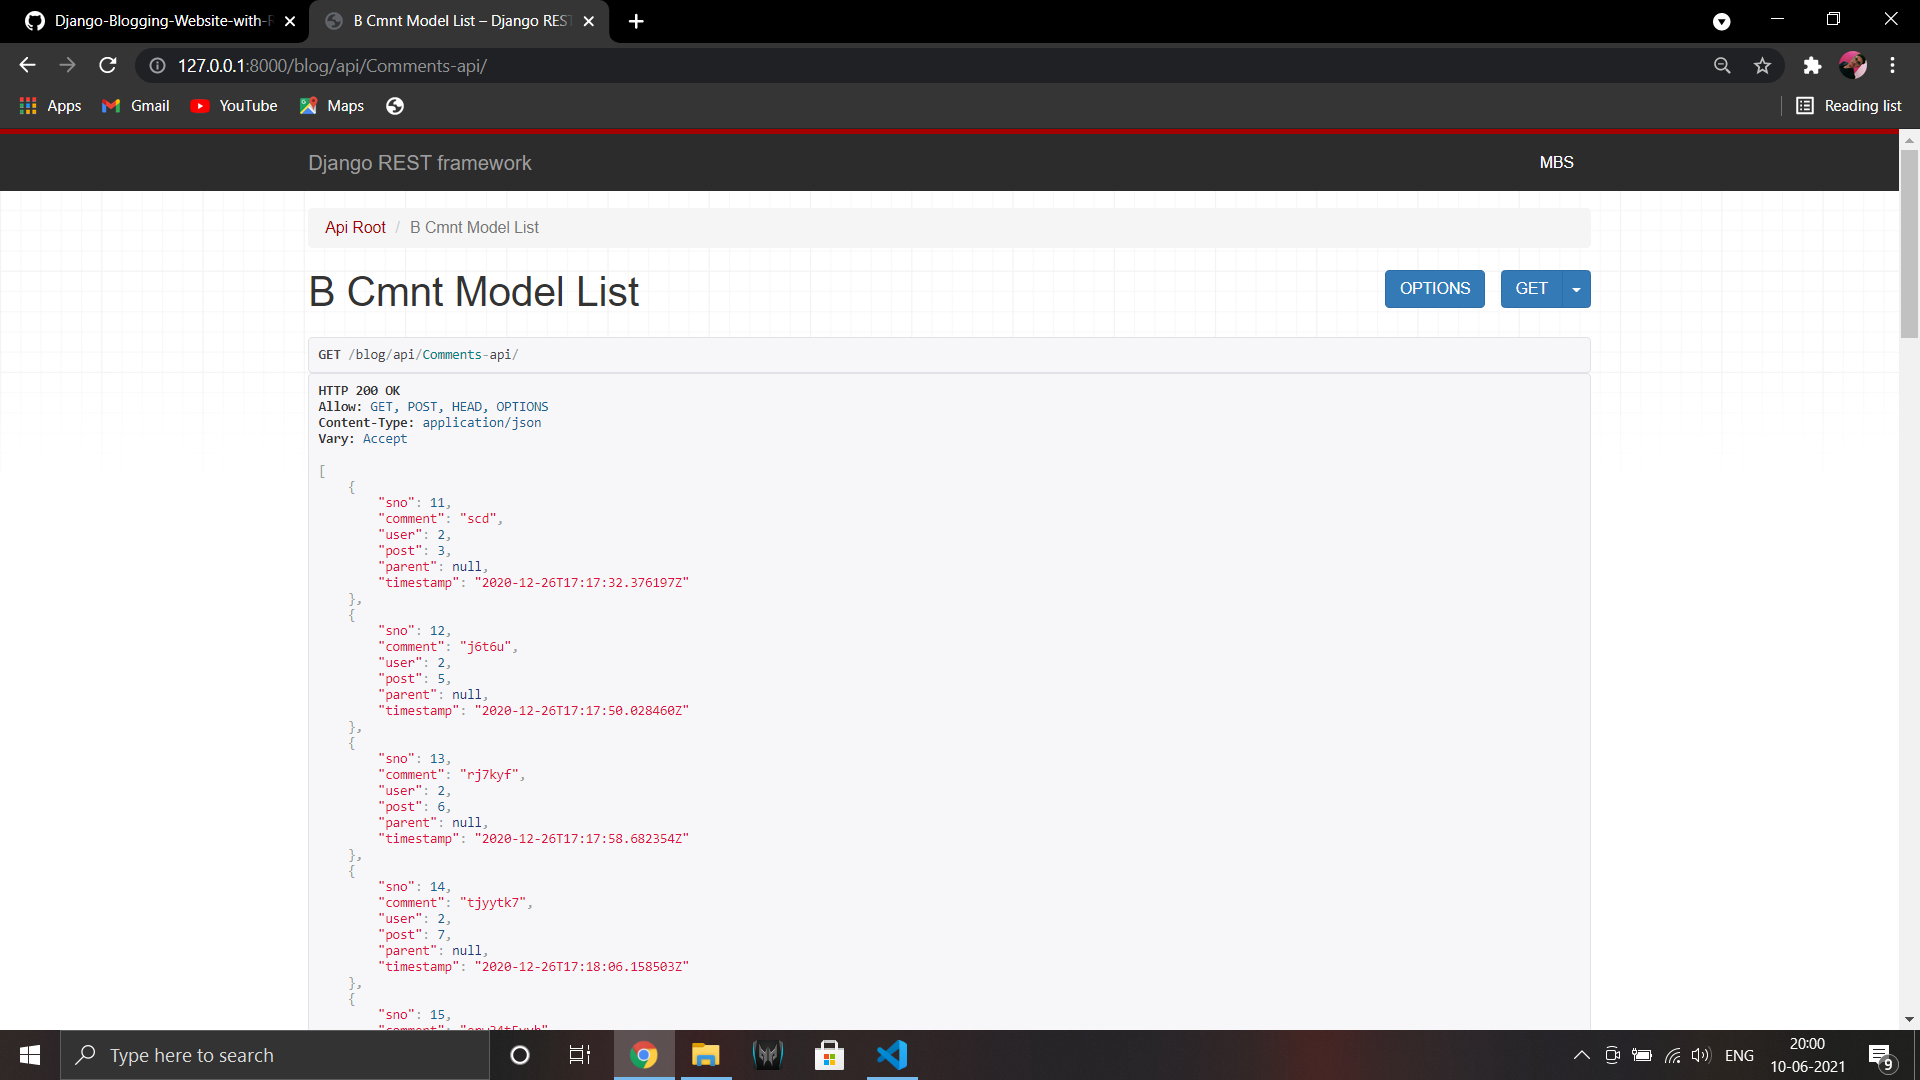 Django-Blogging-Website-with-R
B Cmnt Model List – Django REST
127.0.0.1:8000/blog/api/Comments-api/
Apps
Gmail
YouTube
Maps
Reading list
Django REST framework
MBS
Api Root / B Cmnt Model List
B Cmnt Model List
OPTIONS
GET
GET /blog/api/Comments-api/
HTTP 200 OK
Allow: GET, POST, HEAD, OPTIONS
Content-Type: application/json
Vary: Accept
[
{
"sno": 11,
"comment": "scd",
"user": 2,
"post": 3,
"parent": null,
"timestamp": "2020-12-26T17:17:32.376197Z"
},
{
"sno": 12,
"comment": "j6t6u",
"user": 2,
"post": 5,
"parent": null,
"timestamp": "2020-12-26T17:17:50.028460Z"
},
{
"sno": 13,
"comment": "rj7kyf",
"user": 2,
"post": 6,
"parent": null,
"timestamp": "2020-12-26T17:17:58.682354Z"
},
{
"sno": 14,
"comment": "tjyytk7",
"user": 2,
"post": 7,
"parent": null,
"timestamp": "2020-12-26T17:18:06.158503Z"
},
{
"sno": 15,
"comment":
Type here to search
ENG
20:00
10-06-2021
9